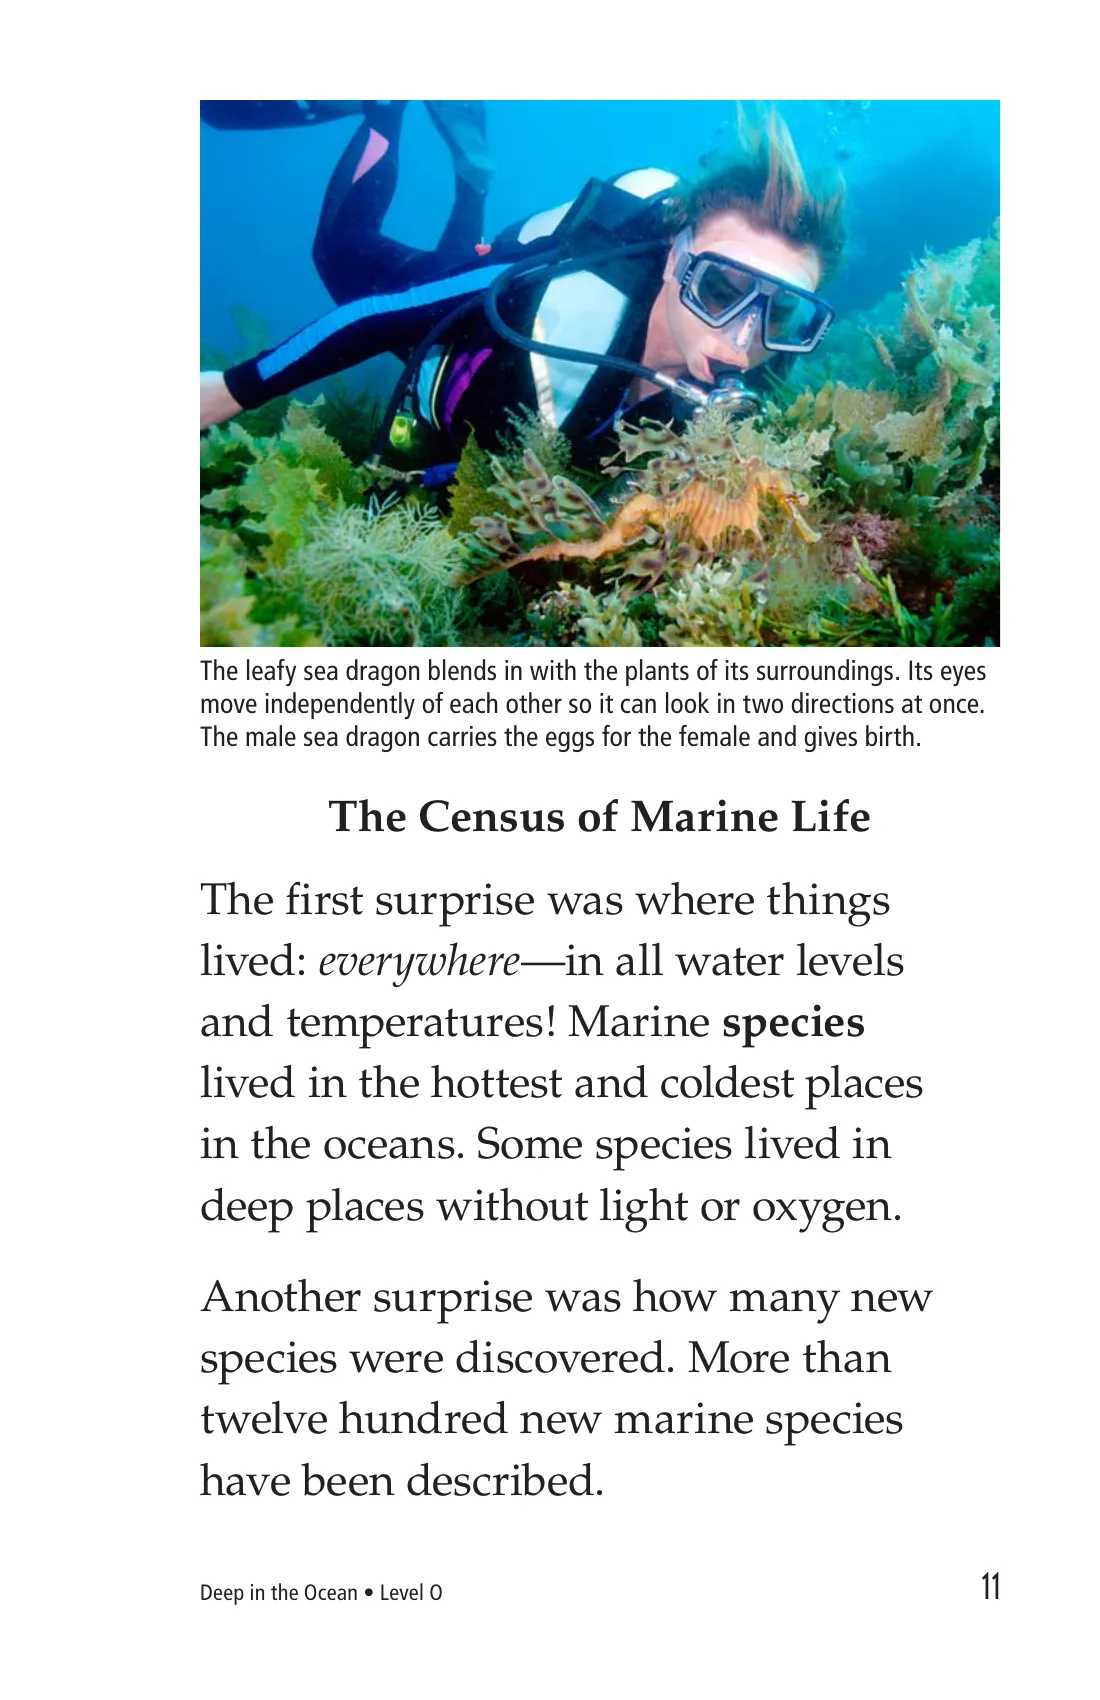 The leafy sea dragon blends in with the plants of its surroundings. Its eyes
move independently of each other so it can look in two directions at once.
The male sea dragon carries the eggs for the female and gives birth.
The Census of Marine Life
The first surprise was where things
lived: everywhere—in all water levels
and temperatures! Marine species
lived in the hottest and coldest places
in the oceans. Some species lived in
deep places without light or oxygen.
Another surprise was how many new
species were discovered. More than
twelve hundred new marine species
have been described.
Deep in the Ocean • Level O
11